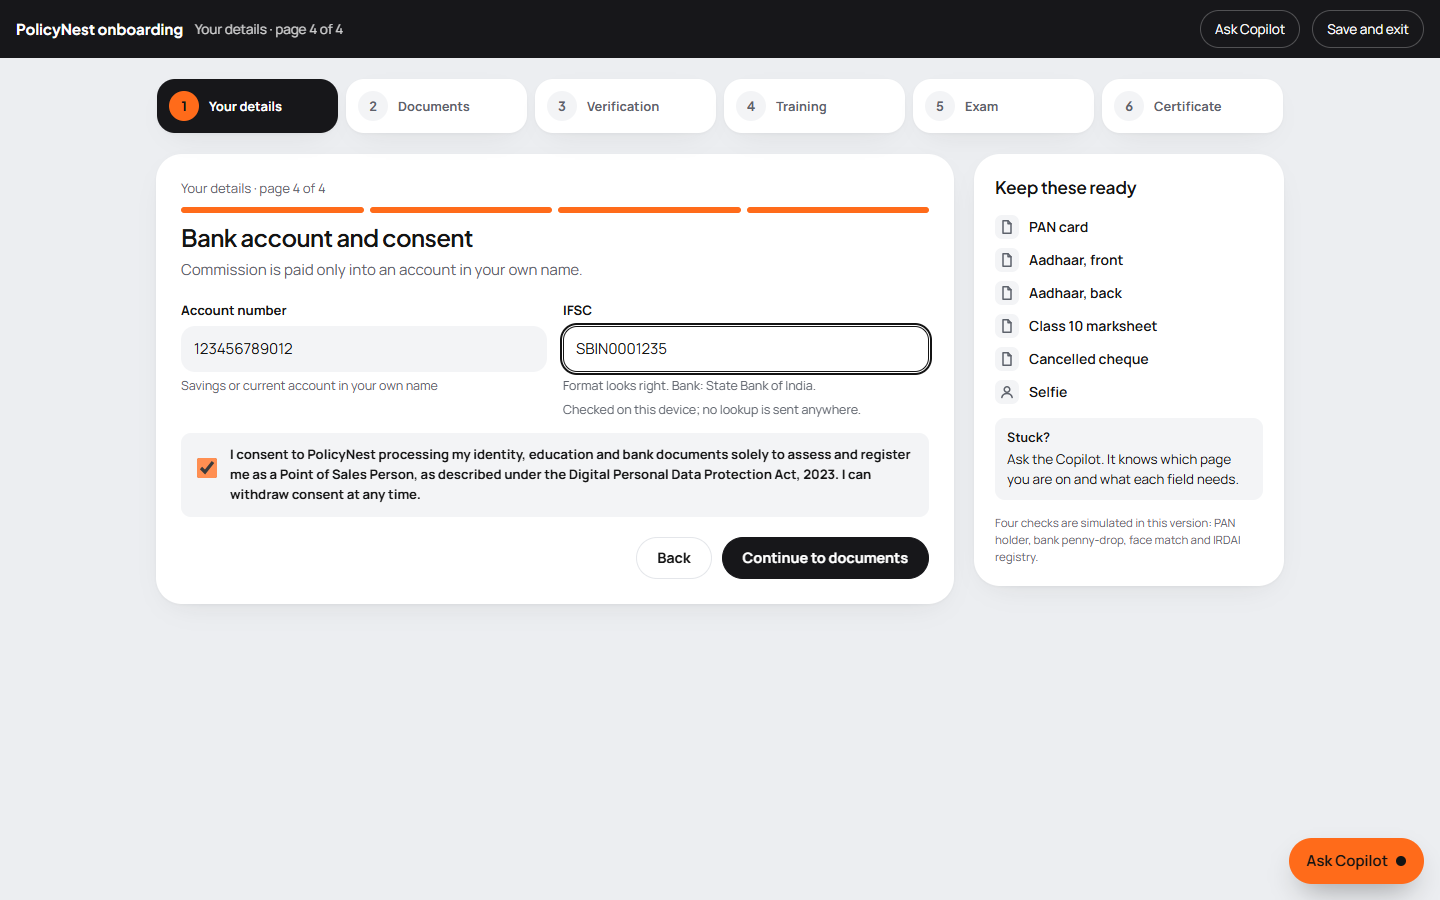 PolicyNest onboarding
Your details · page 4 of 4
Ask Copilot
Save and exit
1 Your details
2 Documents
3 Verification
4 Training
5 Exam
6 Certificate
Your details · page 4 of 4
Bank account and consent
Commission is paid only into an account in your own name.
Account number
123456789012
Savings or current account in your own name
IFSC
SBIN0001235
Format looks right. Bank: State Bank of India.
Checked on this device; no lookup is sent anywhere.
I consent to PolicyNest processing my identity, education and bank documents solely to assess and register
me as a Point of Sales Person, as described under the Digital Personal Data Protection Act, 2023. I can
withdraw consent at any time.
Back
Continue to documents
Keep these ready
PAN card
Aadhaar, front
Aadhaar, back
Class 10 marksheet
Cancelled cheque
Selfie
Stuck?
Ask the Copilot. It knows which page
you are on and what each field needs.
Four checks are simulated in this version: PAN
holder, bank penny-drop, face match and IRDAI
registry.
Ask Copilot